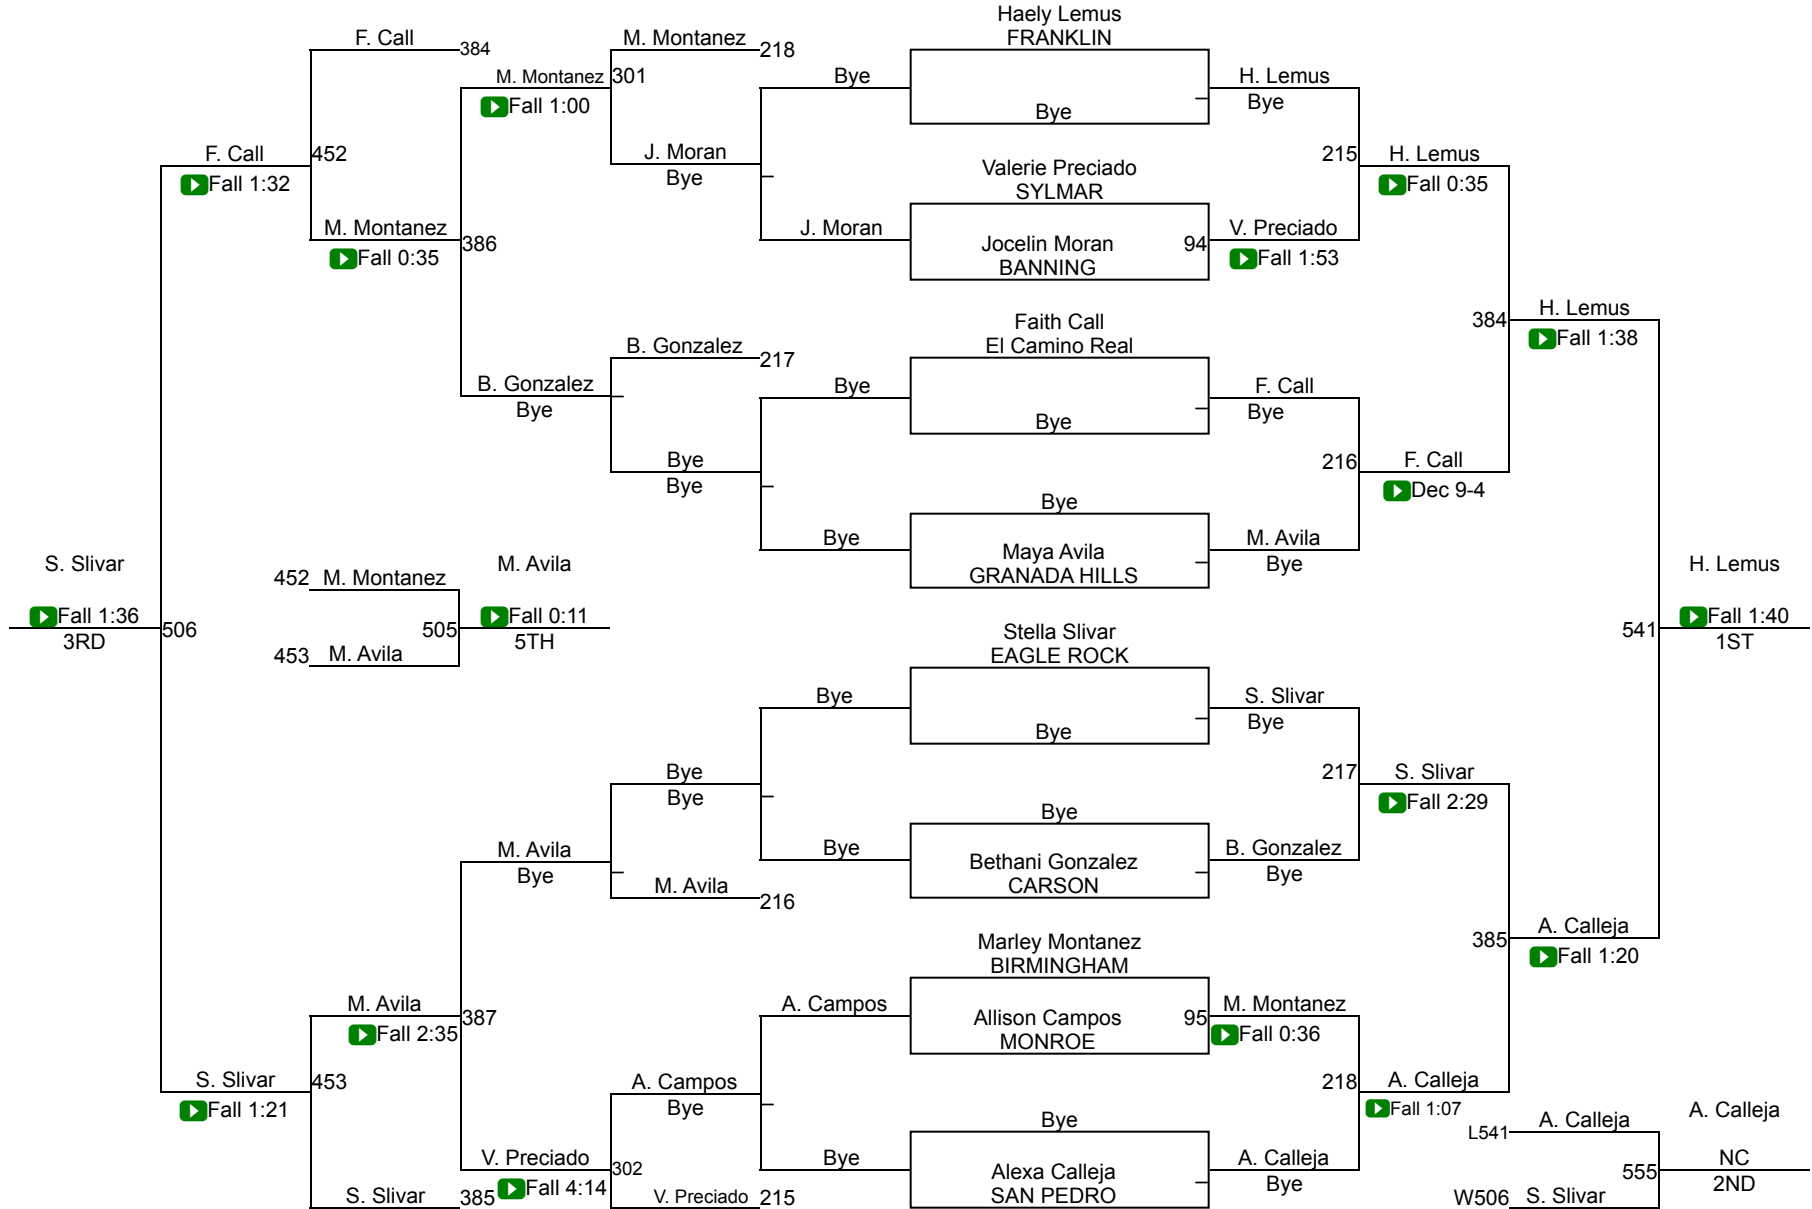 Haely Lemus
F. Call
384
M. Montanez
218
FRANKLIN
M. Montanez
301
Bye
H. Lemus
Fall 1:00
Bye
Bye
F. Call
452
J. Moran
215
H. Lemus
Fall 1:32
Bye
Valerie Preciado
Fall 0:35
SYLMAR
M. Montanez
386
J. Moran
Jocelin Moran
94
V. Preciado
Fall 0:35
BANNING
Fall 1:53
H. Lemus
384
Fall 1:38
Faith Call
B. Gonzalez
217
El Camino Real
B. Gonzalez
Bye
F. Call
Bye
Bye
Bye
Bye
216
F. Call
Bye
Dec 9-4
Bye
Bye
Maya Avila
M. Avila
GRANADA HILLS
Bye
S. Slivar
452
M. Montanez
M. Avila
H. Lemus
Fall 1:36
506
505
Fall 0:11
541
Fall 1:40
3RD
453
M. Avila
5TH
1ST
Stella Slivar
EAGLE ROCK
Bye
S. Slivar
Bye
Bye
Bye
217
S. Slivar
Bye
Fall 2:29
Bye
M. Avila
Bye
Bethani Gonzalez
B. Gonzalez
Bye
CARSON
Bye
M. Avila
216
385
A. Calleja
Marley Montanez
Fall 1:20
BIRMINGHAM
M. Avila
387
A. Campos
Allison Campos
95
M. Montanez
Fall 2:35
MONROE
Fall 0:36
S. Slivar
453
A. Campos
218
A. Calleja
Fall 1:21
Bye
Fall 1:07
Bye
L541
A. Calleja
A. Calleja
V. Preciado
302
Bye
Alexa Calleja
A. Calleja
555
NC
Fall 4:14
SAN PEDRO
Bye
2ND
S. Slivar
385
V. Preciado
215
W506
S. Slivar